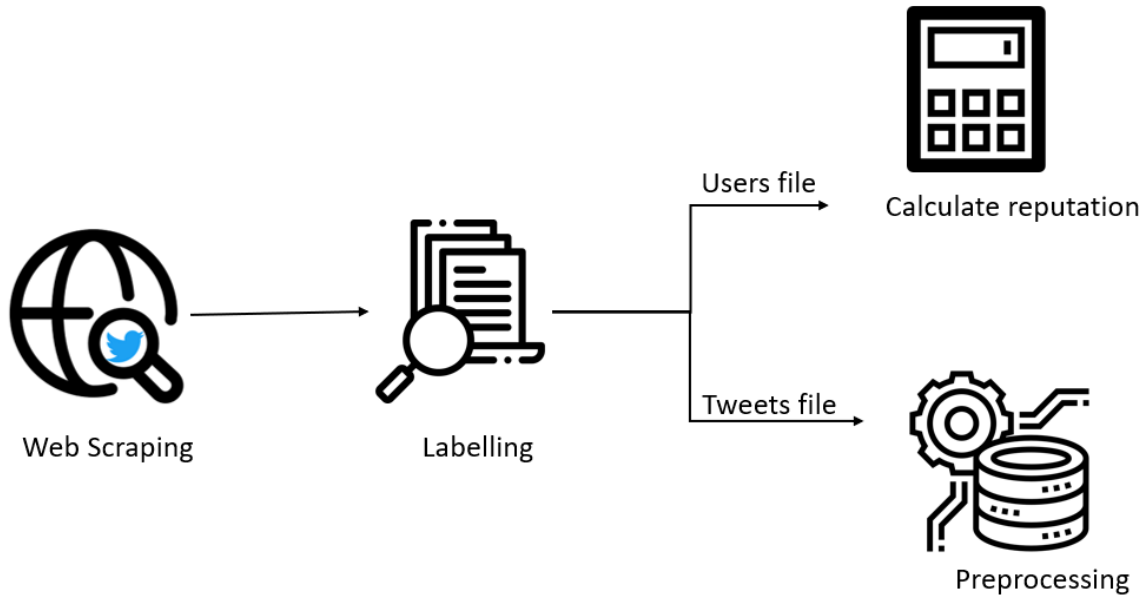 Users file
Calculate reputation
Web Scraping
Labelling
Tweets file
Preprocessing